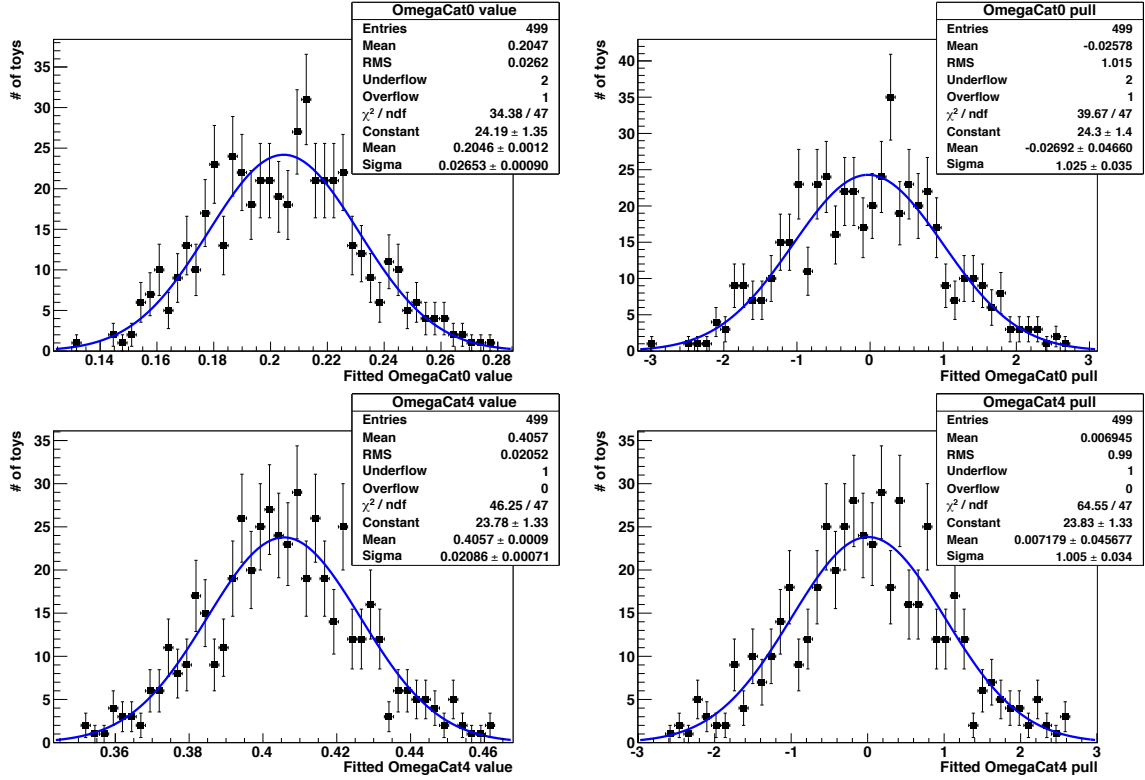 OmegaCat0 value
Entries 499
Mean 0.2047
RMS 0.0262
Underflow 2
Overflow 1
χ² / ndf 34.38 / 47
Constant 24.19 ± 1.35
Mean 0.2046 ± 0.0012
Sigma 0.02653 ± 0.00090
# of toys
35
30
25
20
15
10
5
0
0.14 0.16 0.18 0.2 0.22 0.24 0.26 0.28
Fitted OmegaCat0 value
OmegaCat0 pull
Entries 499
Mean -0.02578
RMS 1.015
Underflow 2
Overflow 1
χ² / ndf 39.67 / 47
Constant 24.3 ± 1.4
Mean -0.02692 ± 0.04660
Sigma 1.025 ± 0.035
# of toys
40
35
30
25
20
15
10
5
0
-3 -2 -1 0 1 2 3
Fitted OmegaCat0 pull
OmegaCat4 value
Entries 499
Mean 0.4057
RMS 0.02052
Underflow 1
Overflow 0
χ² / ndf 46.25 / 47
Constant 23.78 ± 1.33
Mean 0.4057 ± 0.0009
Sigma 0.02086 ± 0.00071
# of toys
35
30
25
20
15
10
5
0
0.36 0.38 0.4 0.42 0.44 0.46
Fitted OmegaCat4 value
OmegaCat4 pull
Entries 499
Mean 0.006945
RMS 0.99
Underflow 1
Overflow 0
χ² / ndf 64.55 / 47
Constant 23.83 ± 1.33
Mean 0.007179 ± 0.045677
Sigma 1.005 ± 0.034
# of toys
35
30
25
20
15
10
5
0
-3 -2 -1 0 1 2 3
Fitted OmegaCat4 pull